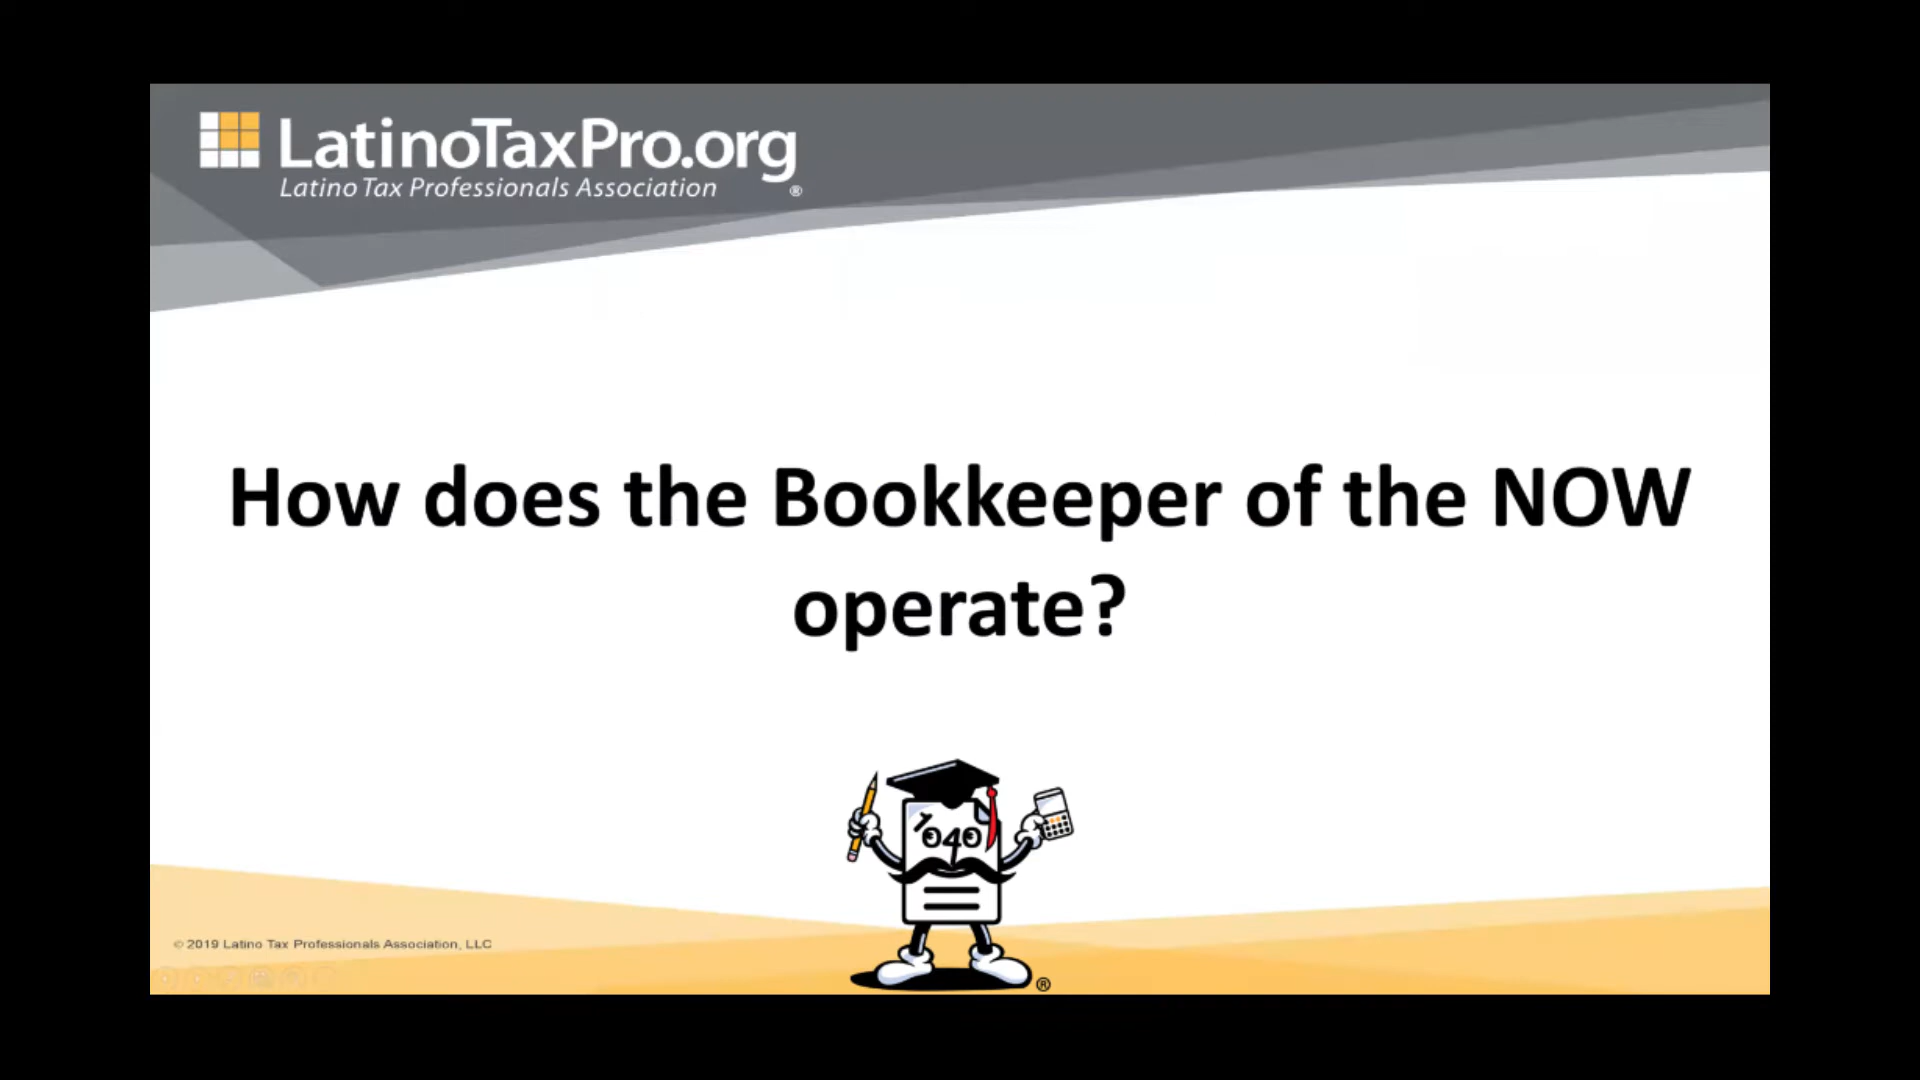 LatinoTaxPro.org
Latino Tax Professionals Association ®
How does the Bookkeeper of the NOW
operate?
1040
© 2019 Latino Tax Professionals Association, LLC
®